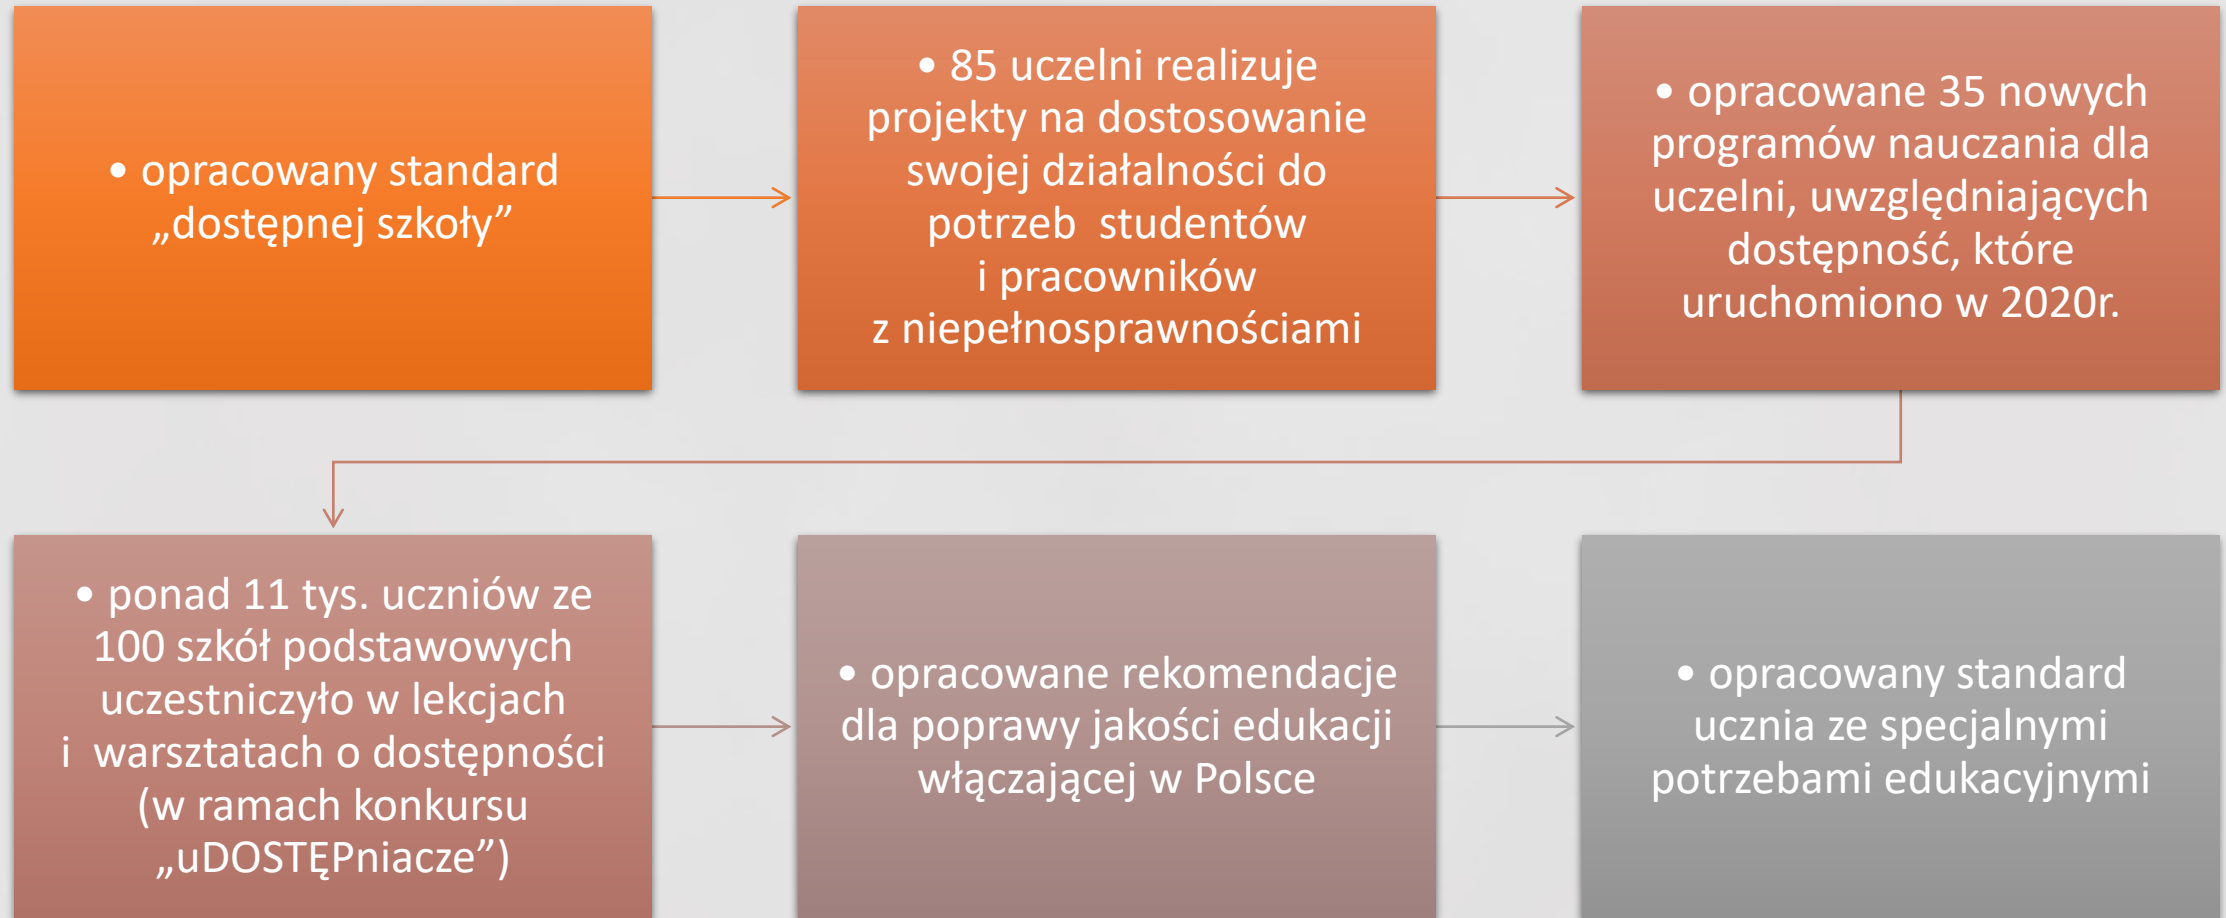 • opracowany standard
„dostępnej szkoły”
• 85 uczelni realizuje
projekty na dostosowanie
swojej działalności do
potrzeb  studentów
i pracowników
z niepełnosprawnościami
• opracowane 35 nowych
programów nauczania dla
uczelni, uwzględniających
dostępność, które
uruchomiono w 2020r.
• ponad 11 tys. uczniów ze
100 szkół podstawowych
uczestniczyło w lekcjach
i  warsztatach o dostępności
(w ramach konkursu
„uDOSTĘPniacze”)
• opracowane rekomendacje
dla poprawy jakości edukacji
włączającej w Polsce
• opracowany standard
ucznia ze specjalnymi
potrzebami edukacyjnymi